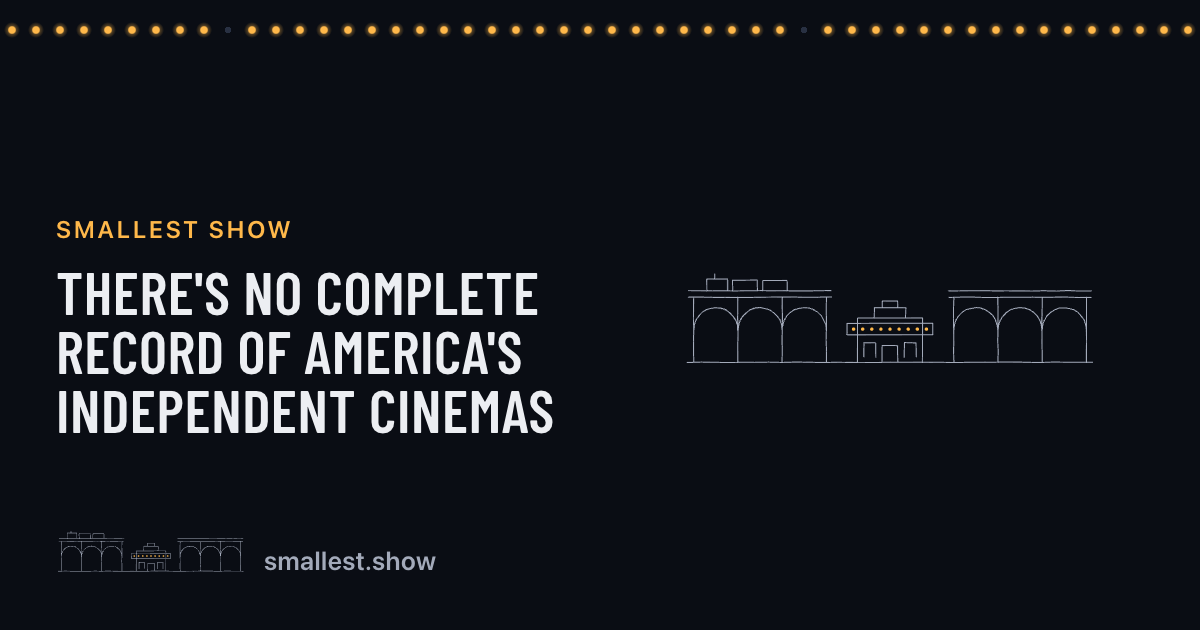 SMALLEST SHOW
THERE'S NO COMPLETE
RECORD OF AMERICA'S
INDEPENDENT CINEMAS
smallest.show